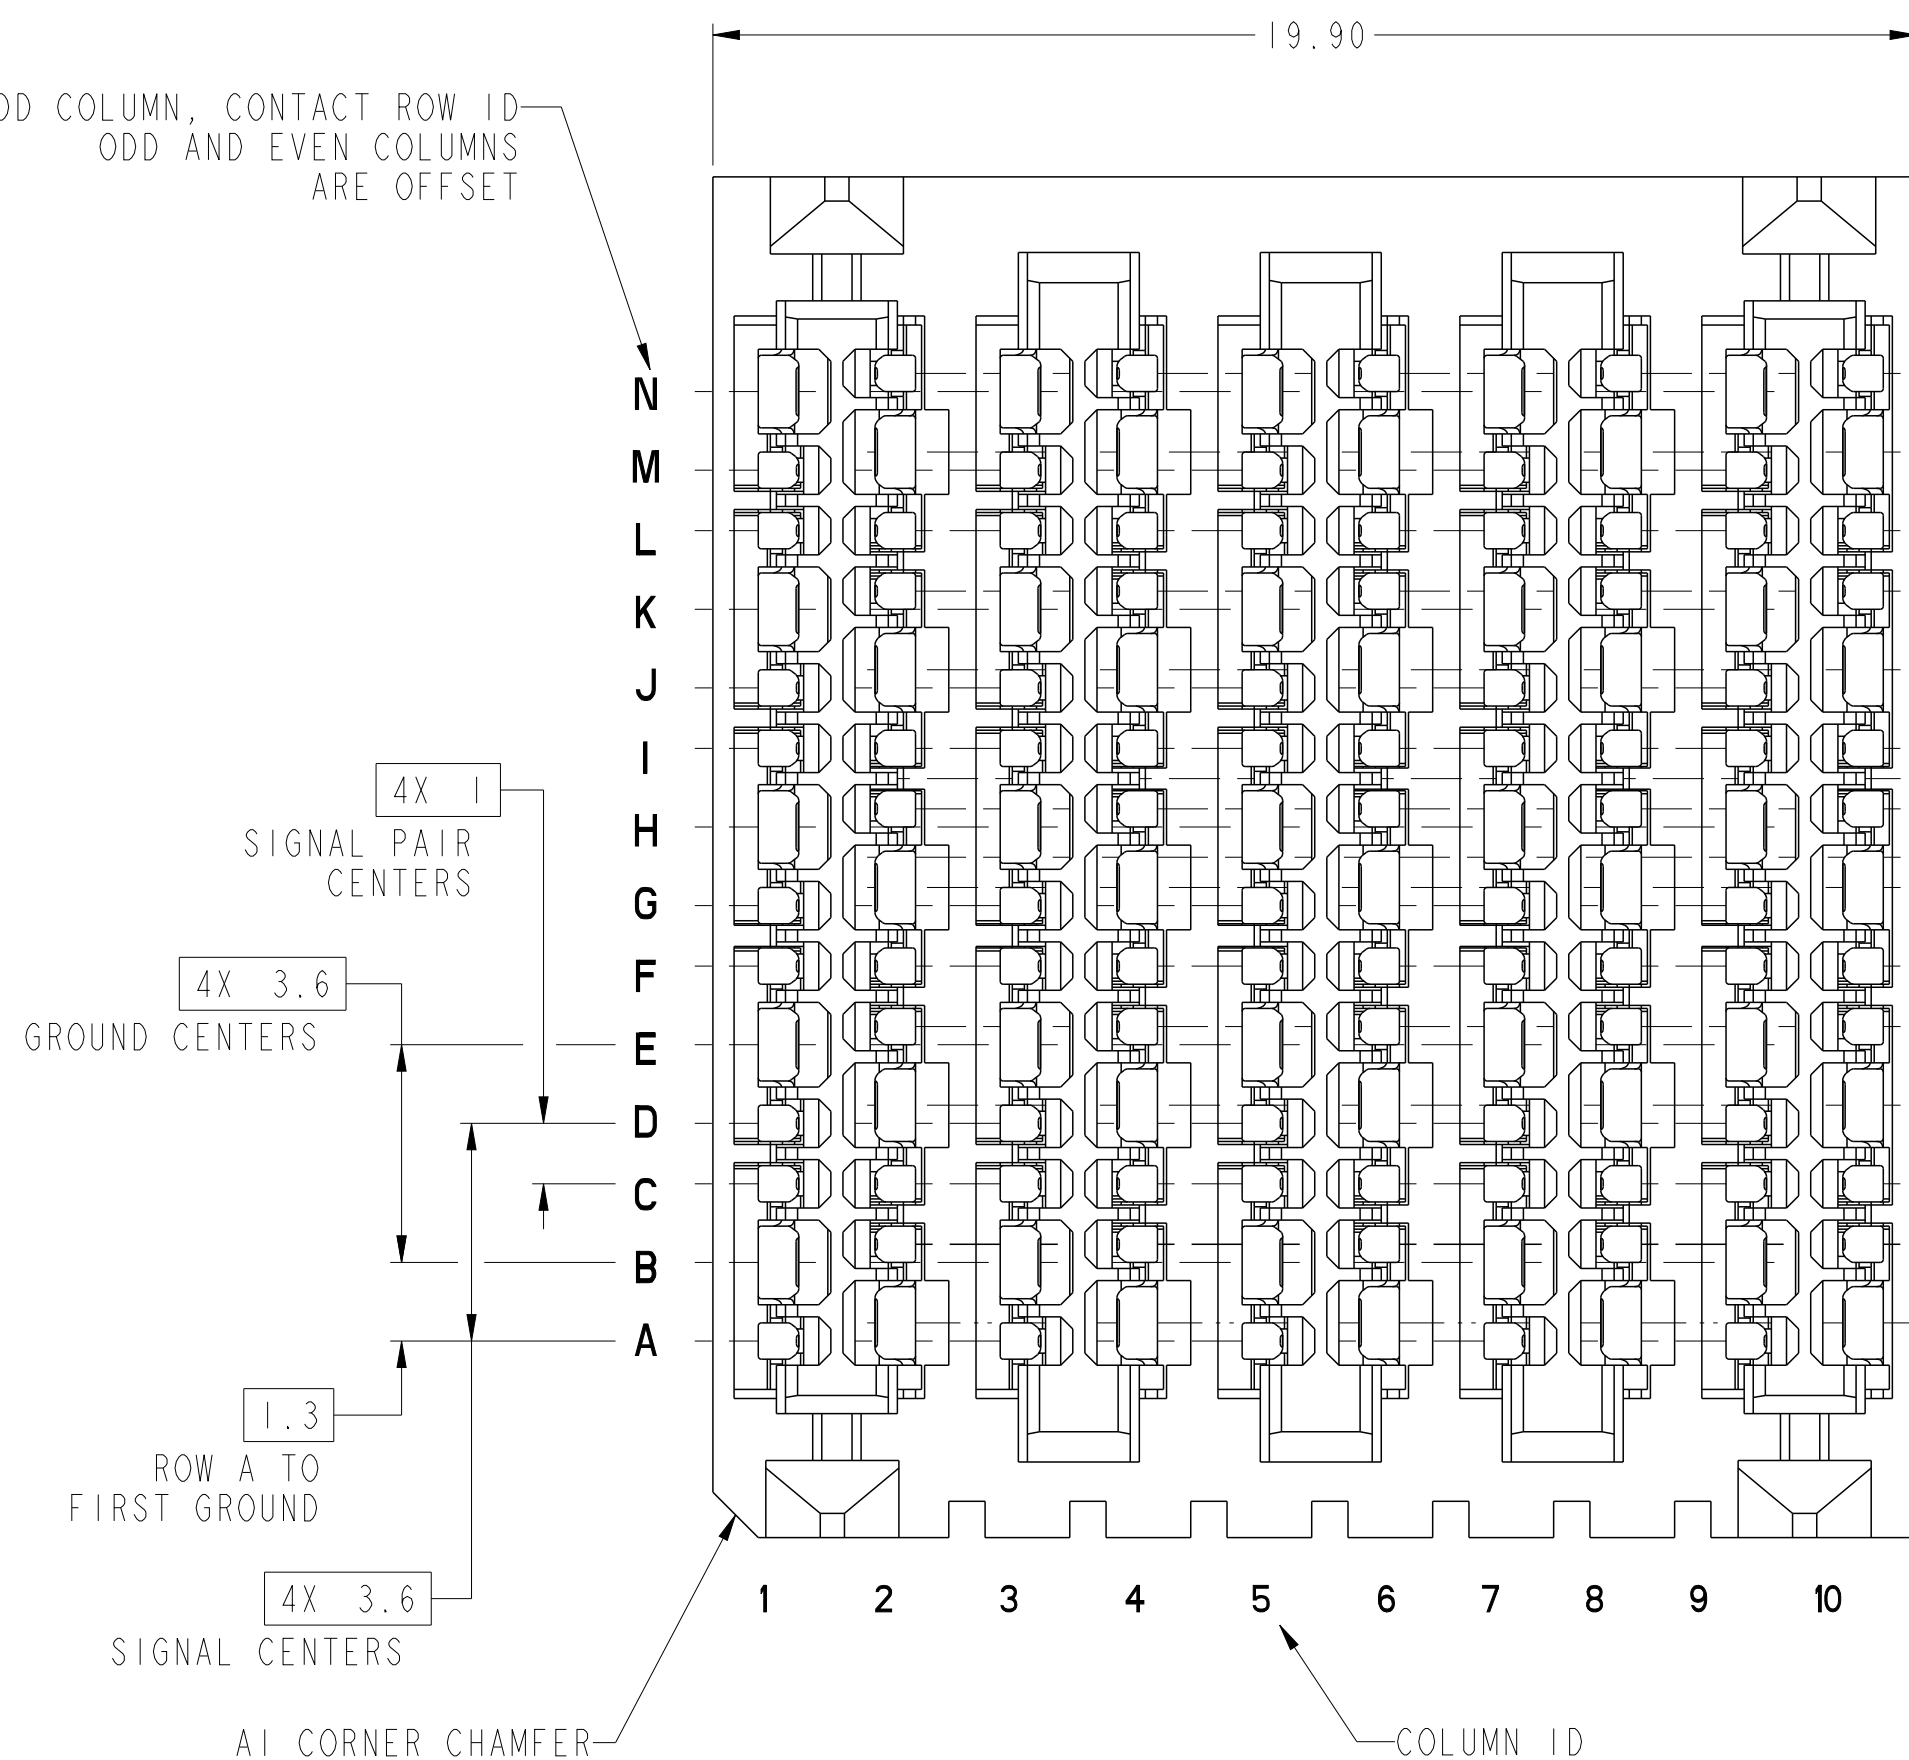 19.90
COLUMN, CONTACT ROW ID
ODD AND EVEN COLUMNS
ARE OFFSET
N
M
L
K
J
I
H
G
F
E
D
C
B
A
4X 1
SIGNAL PAIR
CENTERS
4X 3.6
GROUND CENTERS
1.3
ROW A TO
FIRST GROUND
4X 3.6
SIGNAL CENTERS
1 2 3 4 5 6 7 8 9 10
A1 CORNER CHAMFER
COLUMN ID